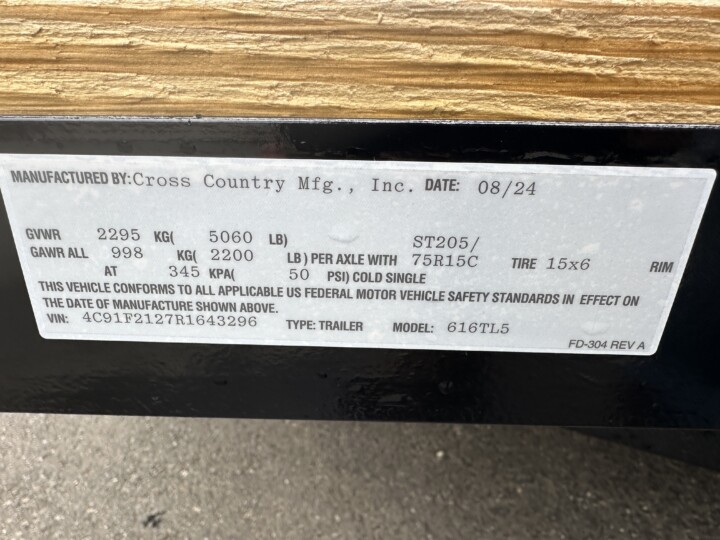 MANUFACTURED BY: Cross Country Mfg., Inc. DATE: 08/24
GVWR 2295 KG( 5060 LB) ST205/
GAWR ALL 998 KG( 2200 LB) PER AXLE WITH 75R15C TIRE 15x6 RIM
AT 345 KPA( 50 PSI) COLD SINGLE
THIS VEHICLE CONFORMS TO ALL APPLICABLE US FEDERAL MOTOR VEHICLE SAFETY STANDARDS IN EFFECT ON
THE DATE OF MANUFACTURE SHOWN ABOVE.
VIN: 4C91F2127R1643296 TYPE: TRAILER MODEL: 616TL5
FD-304 REV A